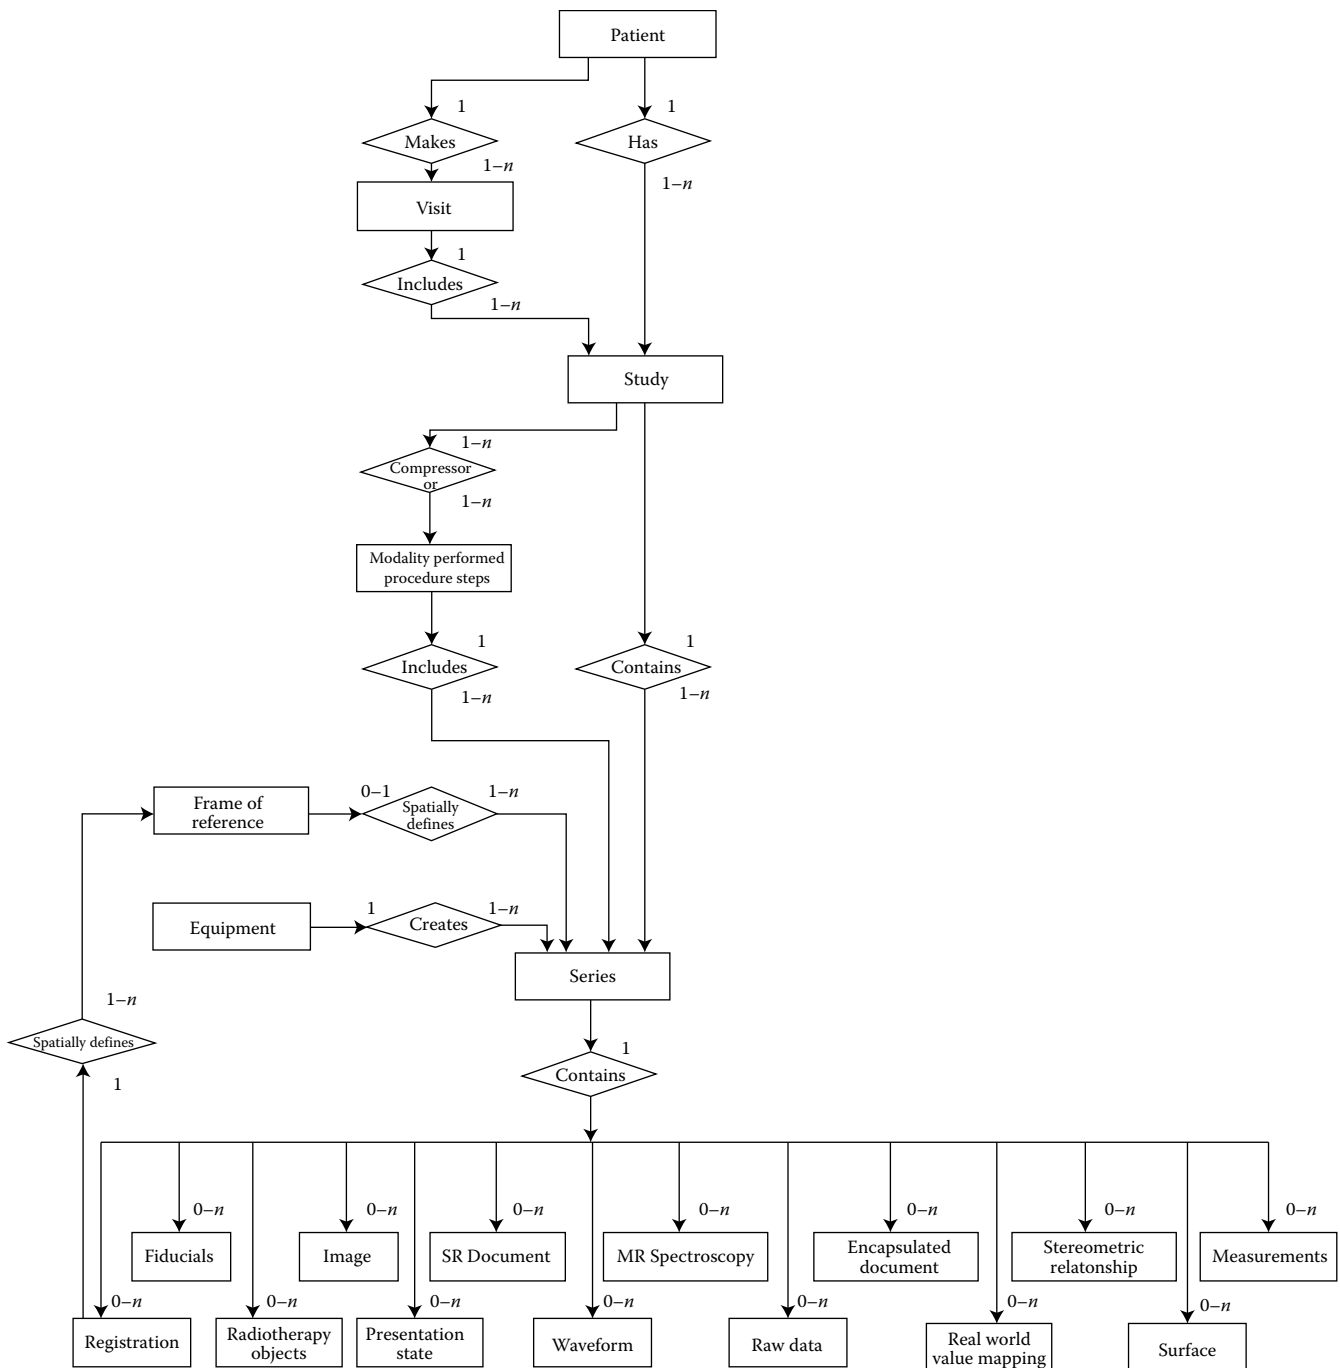 Patient
1
1
Makes
Has
1–n
1–n
Visit
1
Includes
1–n
Study
1–n
Compressor
or
1–n
Modality performed
procedure steps
1
1
Includes
Contains
1–n
1–n
0–1
1–n
Frame of
reference
Spatially
defines
1
1–n
Equipment
Creates
Series
1–n
Spatially defines
1
1
Contains
0–n
0–n
0–n
0–n
0–n
0–n
0–n
Fiducials
Image
SR Document
MR Spectroscopy
Encapsulated
document
Stereometric
relatonship
Measurements
0–n
0–n
0–n
0–n
0–n
0–n
0–n
Registration
Radiotherapy
objects
Presentation
state
Waveform
Raw data
Real world
value mapping
Surface